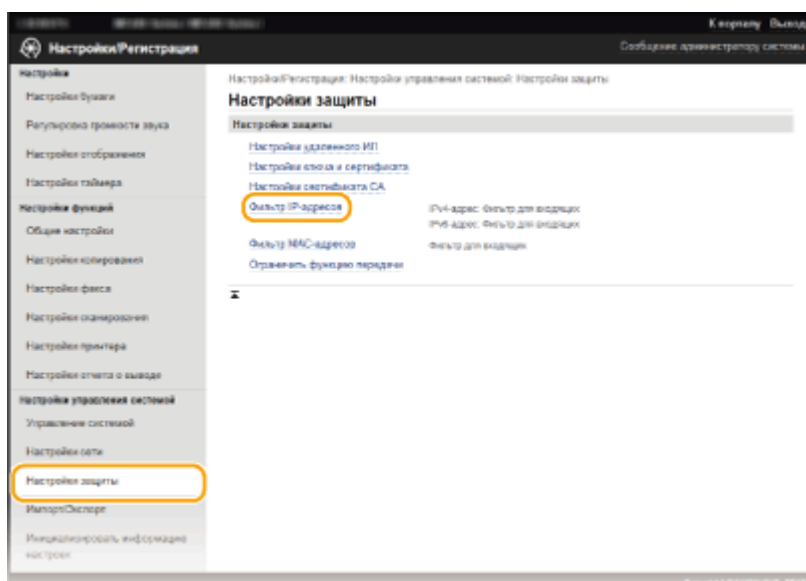 К порталу Выход
Настройки/Регистрация
Сообщение администратору системы
Настройки
Настройки бумаги
Регулировка громкости звука
Настройки отображения
Настройки таймера
Настройки функций
Общие настройки
Настройки копирования
Настройки факса
Настройки сканирования
Настройки принтера
Настройки отчета о выводе
Настройки управления системой
Управление системой
Настройки сети
Настройки защиты
Импорт/Экспорт
Инициализировать информацию
настроек
Настройки/Регистрация: Настройки управления системой: Настройки защиты
Настройки защиты
Настройки защиты
Настройки удаленного ИП
Настройки ключа и сертификата
Настройки сертификата CA
Фильтр IP-адресов
IPv4-адрес: Фильтр для входящих
IPv6-адрес: Фильтр для входящих
Фильтр MAC-адресов
Фильтр для входящих
Ограничить функцию передачи